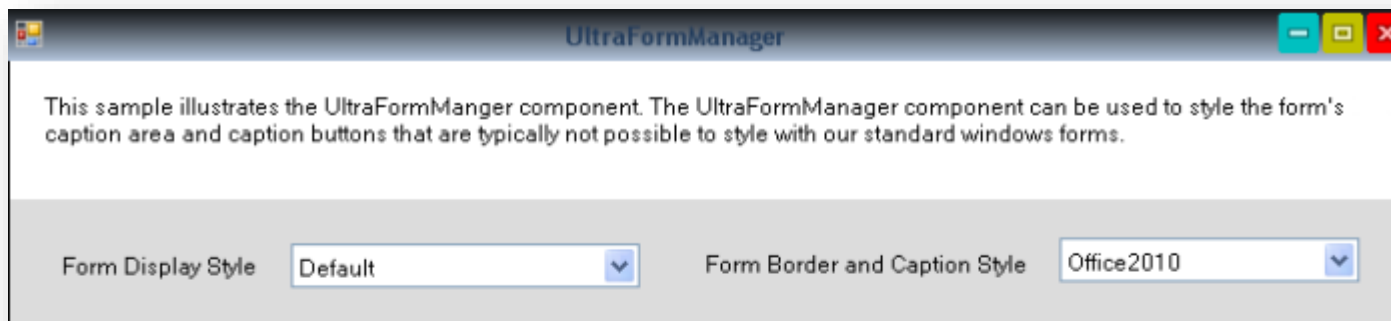 UltraFormManager
This sample illustrates the UltraFormManger component. The UltraFormManager component can be used to style the form's
caption area and caption buttons that are typically not possible to style with our standard windows forms.
Form Display Style Default Form Border and Caption Style Office2010